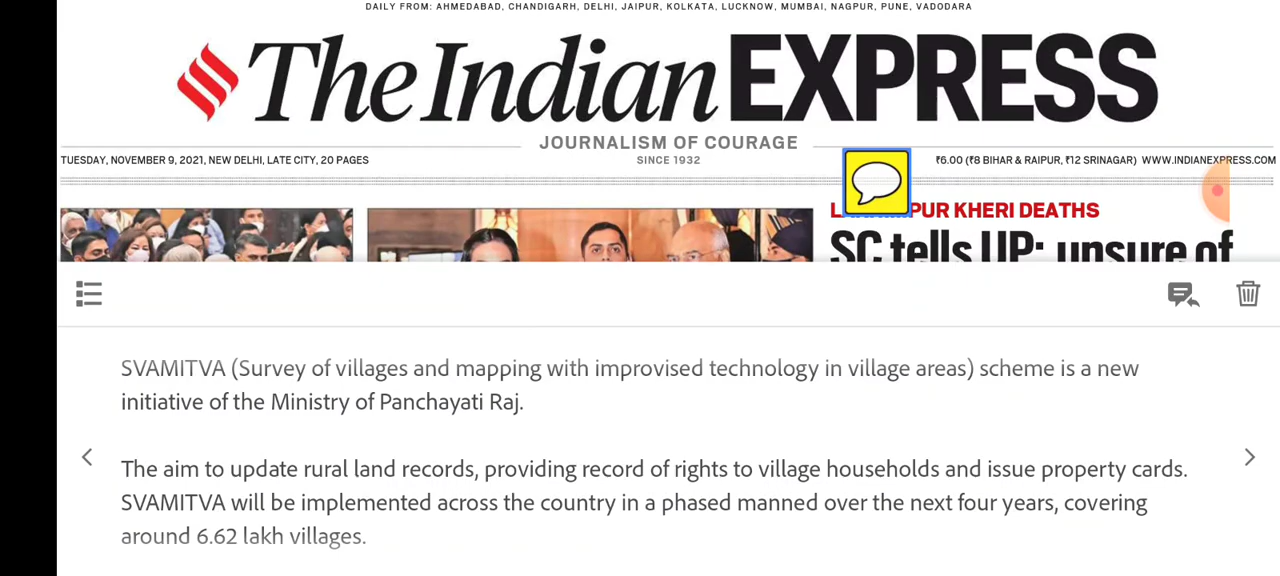 DAILY FROM: AHMEDABAD, CHANDIGARH, DELHI, JAIPUR, KOLKATA, LUCKNOW, MUMBAI, NAGPUR, PUNE, VADODARA
The Indian EXPRESS
JOURNALISM OF COURAGE
TUESDAY, NOVEMBER 9, 2021, NEW DELHI, LATE CITY, 20 PAGES
SINCE 1932
₹6.00 (₹8 BIHAR & RAIPUR, ₹12 SRINAGAR) WWW.INDIANEXPRESS.COM
PUR KHERI DEATHS
SC tells UP: unsure of
SVAMITVA (Survey of villages and mapping with improvised technology in village areas) scheme is a new
initiative of the Ministry of Panchayati Raj.
The aim to update rural land records, providing record of rights to village households and issue property cards.
SVAMITVA will be implemented across the country in a phased manned over the next four years, covering
around 6.62 lakh villages.